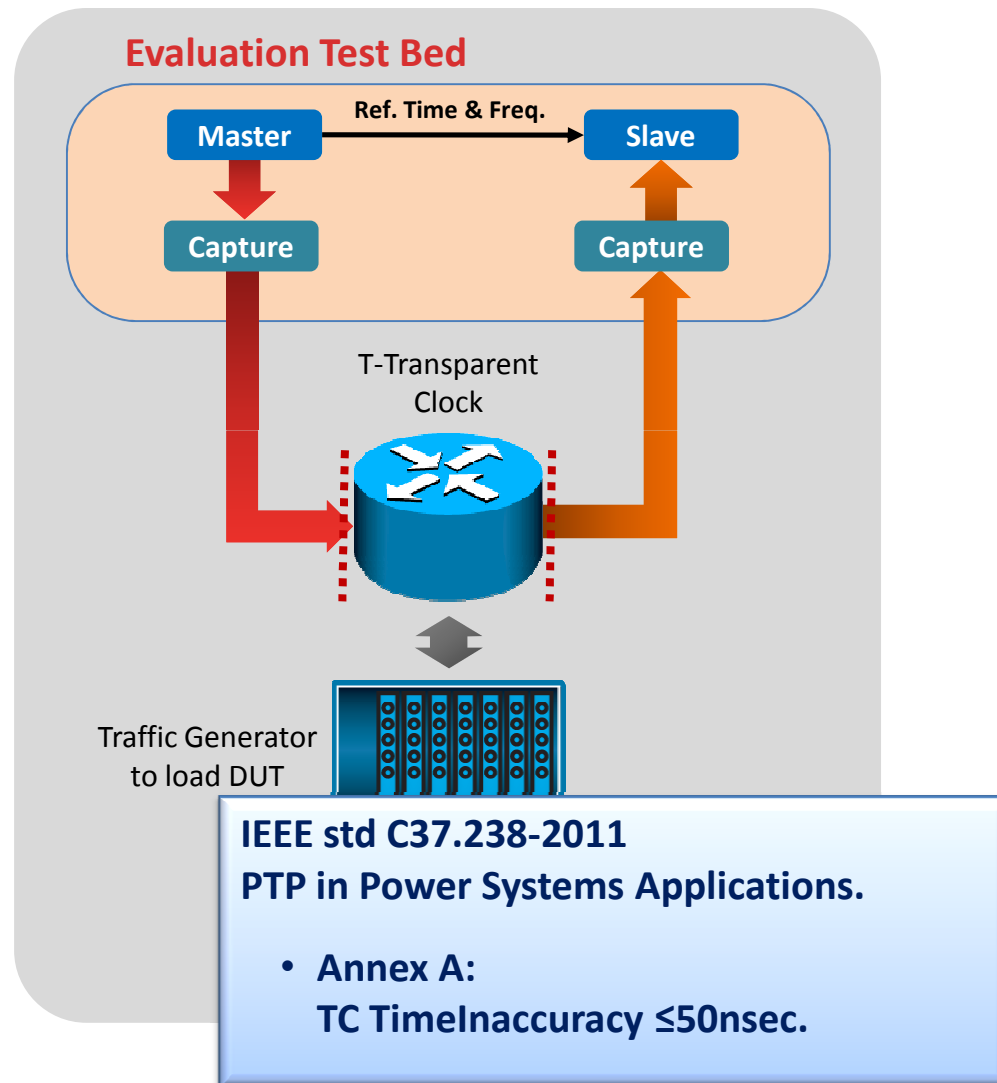 Evaluation Test Bed
Ref. Time & Freq.
Master
Slave
Capture
Capture
T-Transparent
Clock
Traffic Generator
to load DUT
IEEE std C37.238-2011
PTP in Power Systems Applications.
• Annex A:
TC TimeInaccuracy ≤50nsec.